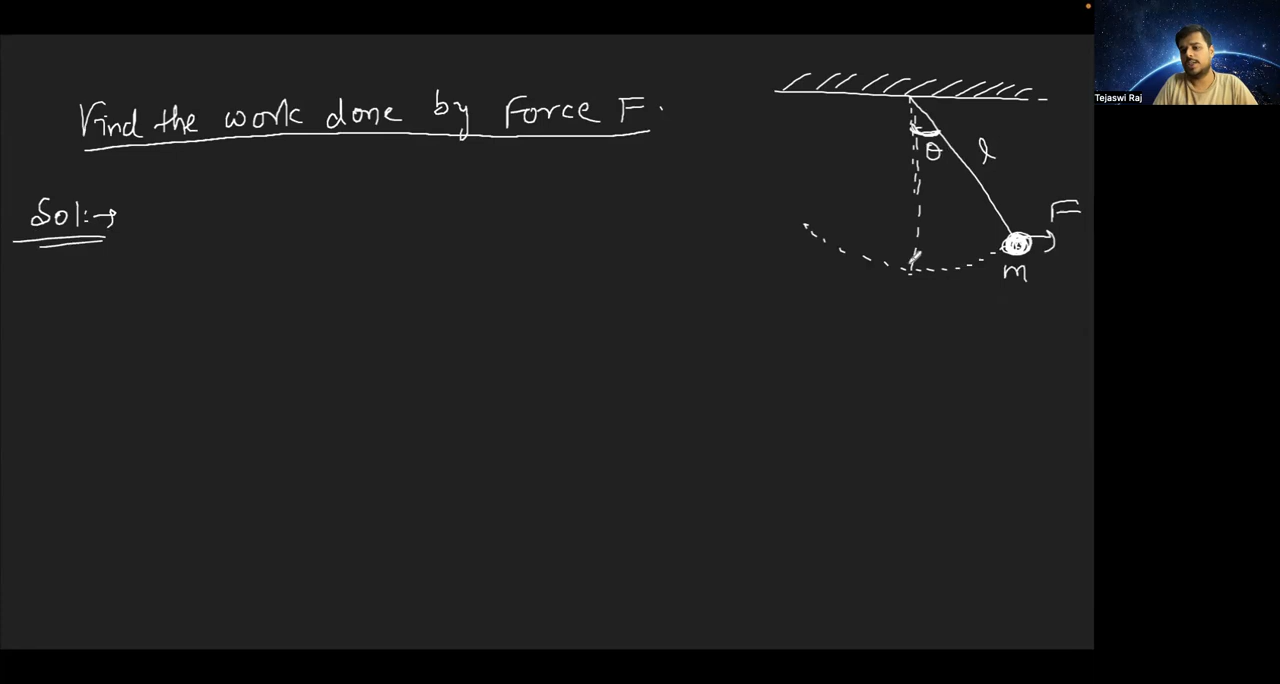 Find the work done by Force F.
Sol:→
θ
l
F
m
Tejaswi Raj